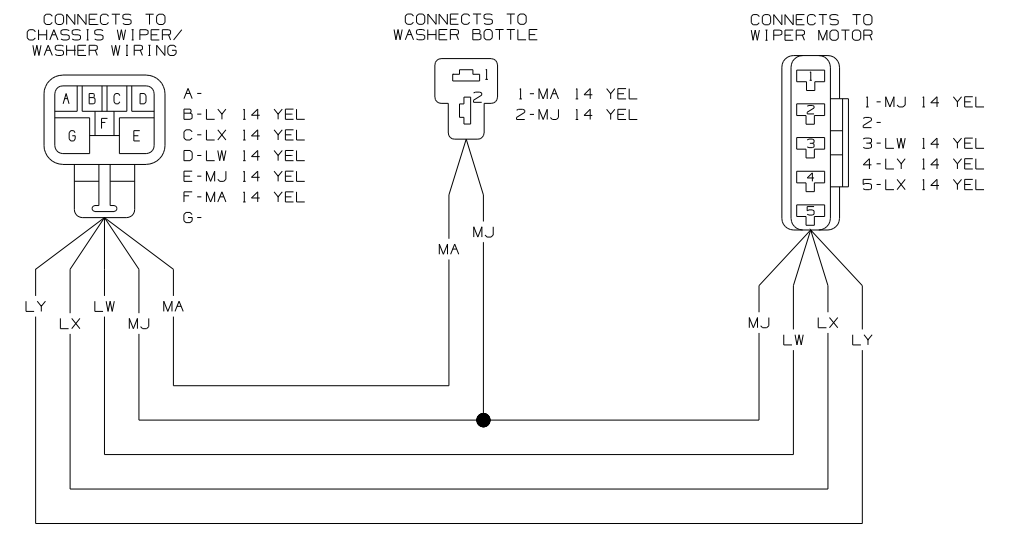 CONNECTS TO
CHASSIS WIPER/
WASHER WIRING
A
B
C
D
F
G
E
A-
B-LY 14 YEL
C-LX 14 YEL
D-LW 14 YEL
E-MJ 14 YEL
F-MA 14 YEL
G-
LY
LX
LW
MJ
MA
CONNECTS TO
WASHER BOTTLE
1
2
1-MA 14 YEL
2-MJ 14 YEL
MA
MJ
CONNECTS TO
WIPER MOTOR
1
2
3
4
5
1-MJ 14 YEL
2-
3-LW 14 YEL
4-LY 14 YEL
5-LX 14 YEL
MJ
LW
LX
LY